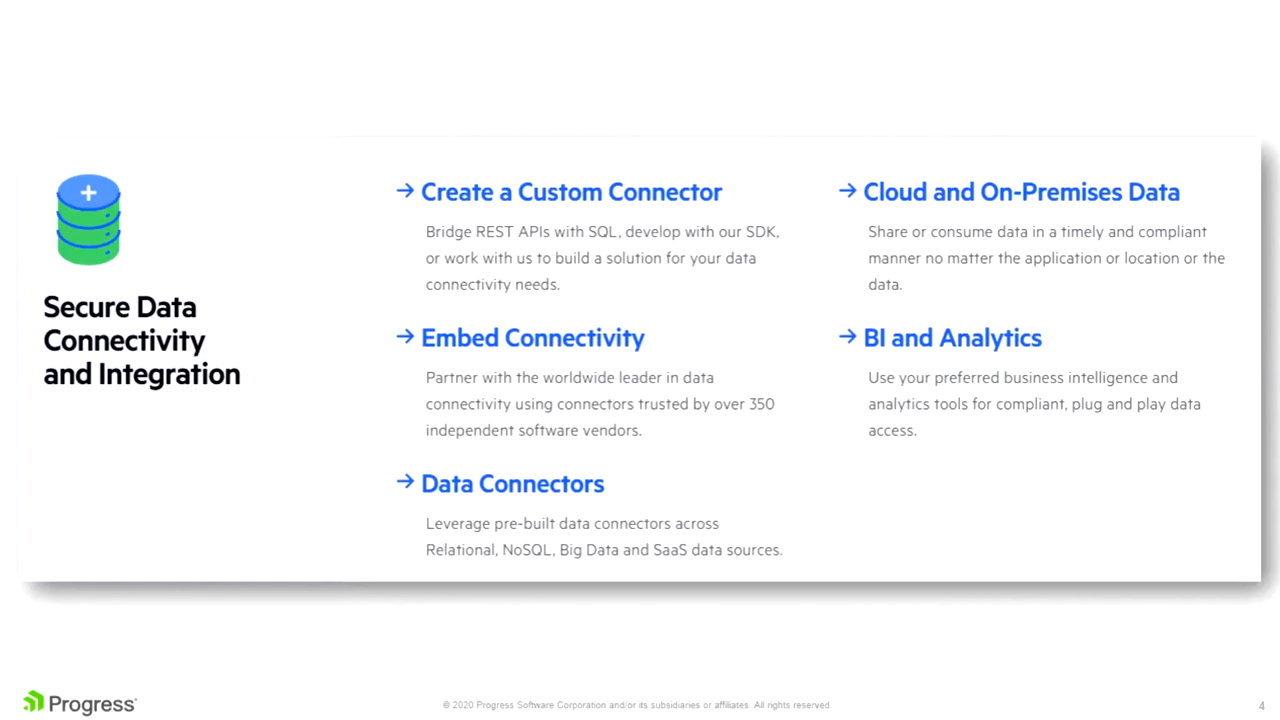 Secure Data
Connectivity
and Integration
→ Create a Custom Connector
Bridge REST APIs with SQL, develop with our SDK,
or work with us to build a solution for your data
connectivity needs.
→ Embed Connectivity
Partner with the worldwide leader in data
connectivity using connectors trusted by over 350
independent software vendors.
→ Data Connectors
Leverage pre-built data connectors across
Relational, NoSQL, Big Data and SaaS data sources.
→ Cloud and On-Premises Data
Share or consume data in a timely and compliant
manner no matter the application or location or the
data.
→ BI and Analytics
Use your preferred business intelligence and
analytics tools for compliant, plug and play data
access.
Progress
© 2020 Progress Software Corporation and/or its subsidiaries or affiliates. All rights reserved.
4